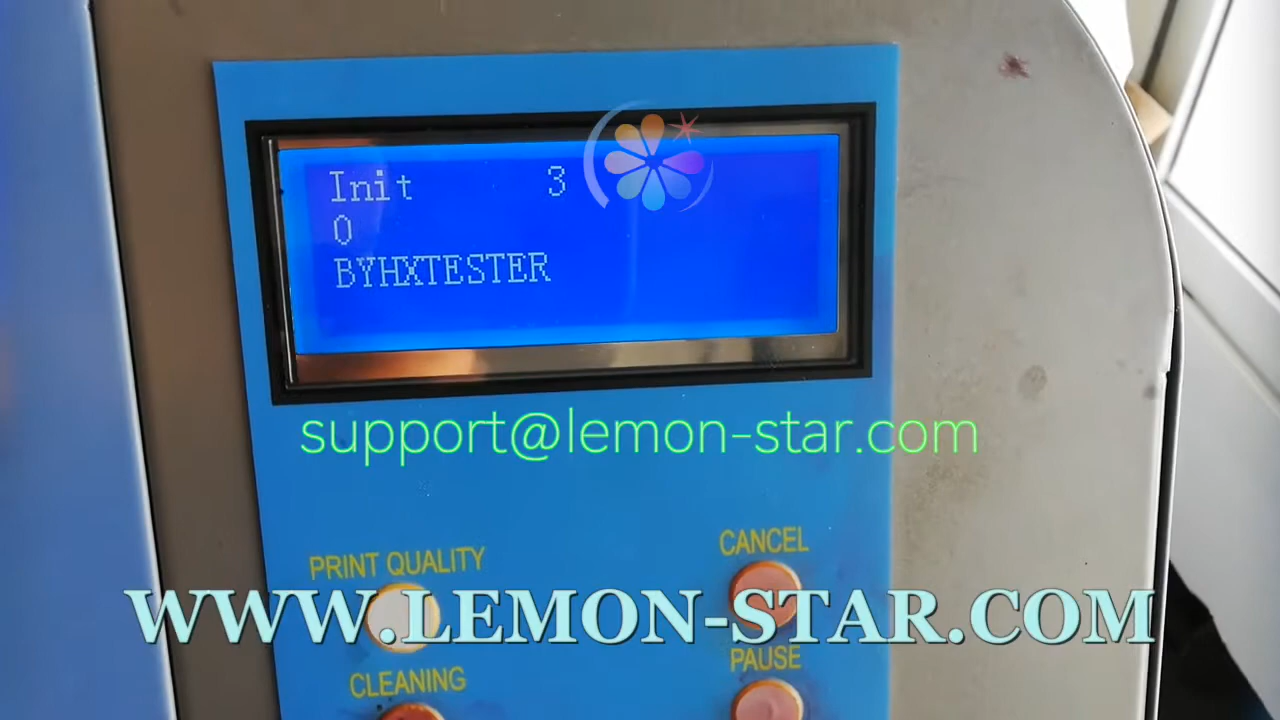 Init 3
0
BYHXTESTER
support@lemon-star.com
PRINT QUALITY
CANCEL
WWW.LEMON-STAR.COM
PAUSE
CLEANING